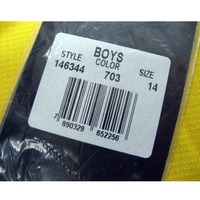 BOYS
STYLE COLOR SIZE
146344 703 14
7 890329 652256